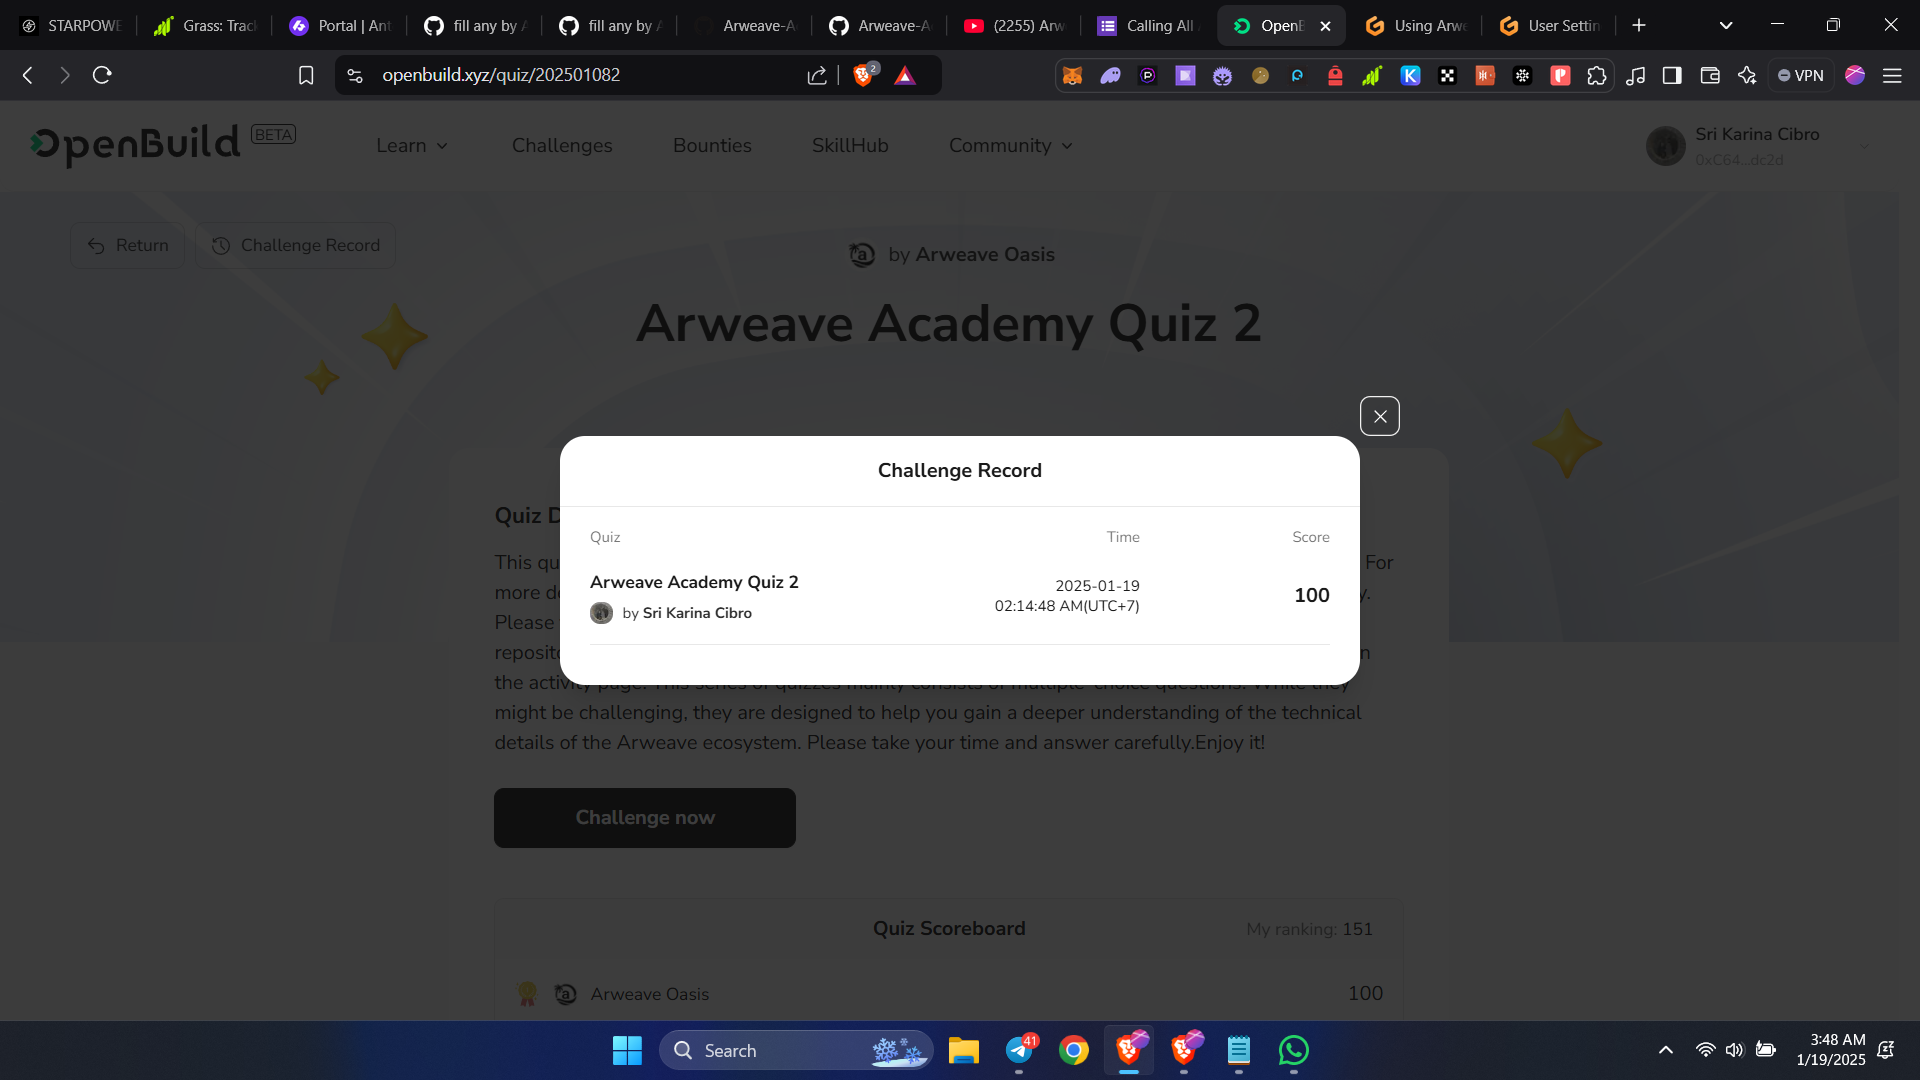 STARPOWE
Grass: Track
Portal | Ant
fill any by A
fill any by A
Arweave-A
Arweave-A
(2255) Arw
Calling All
OpenB
Using Arwe
User Settin
openbuild.xyz/quiz/202501082
2
VPN
OpenBuild BETA
Learn
Challenges
Bounties
SkillHub
Community
Sri Karina Cibro
0xC64...dc2d
Return
Challenge Record
by Arweave Oasis
Arweave Academy Quiz 2
Challenge Record
Quiz D
Quiz
Time
Score
This qu
For
Arweave Academy Quiz 2
2025-01-19
02:14:48 AM(UTC+7)
100
more de
y.
by Sri Karina Cibro
Please
reposito
n
the activity page. This series of quizzes mainly consists of multiple-choice questions. While they
might be challenging, they are designed to help you gain a deeper understanding of the technical
details of the Arweave ecosystem. Please take your time and answer carefully.Enjoy it!
Challenge now
Quiz Scoreboard
My ranking: 151
Arweave Oasis
100
Search
41
3:48 AM
1/19/2025